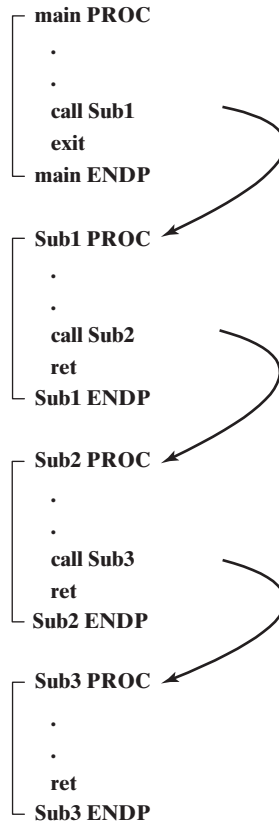 main PROC
.
.
call Sub1
exit
main ENDP
Sub1 PROC
.
.
call Sub2
ret
Sub1 ENDP
Sub2 PROC
.
.
call Sub3
ret
Sub2 ENDP
Sub3 PROC
.
.
ret
Sub3 ENDP